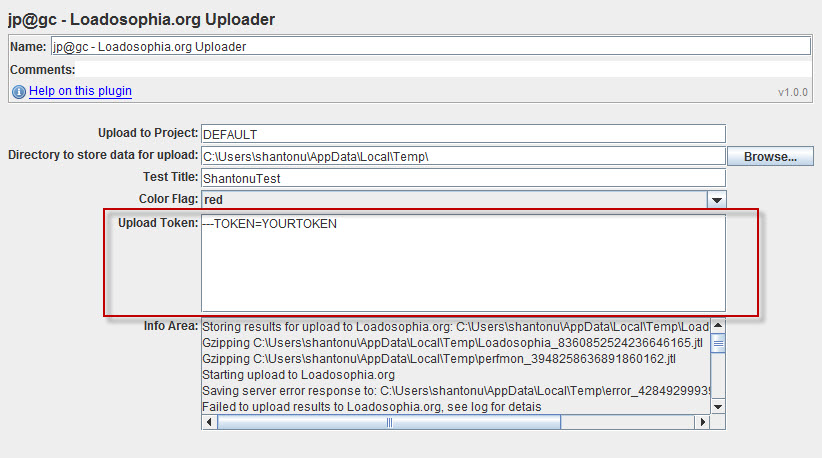 jp@gc - Loadosophia.org Uploader
Name: jp@gc - Loadosophia.org Uploader
Comments:
Help on this plugin v1.0.0
Upload to Project: DEFAULT
Directory to store data for upload: C:\Users\shantonu\AppData\Local\Temp\ Browse...
Test Title: ShantonuTest
Color Flag: red
Upload Token: ---TOKEN=YOURTOKEN
Info Area: Storing results for upload to Loadosophia.org: C:\Users\shantonu\AppData\Local\Temp\Load
Gzipping C:\Users\shantonu\AppData\Local\Temp\Loadosophia_8360852524236646165.jtl
Gzipping C:\Users\shantonu\AppData\Local\Temp\perfmon_3948258636891860162.jtl
Starting upload to Loadosophia.org
Saving server error response to: C:\Users\shantonu\AppData\Local\Temp\error_42849299939
Failed to upload results to Loadosophia.org, see log for detais